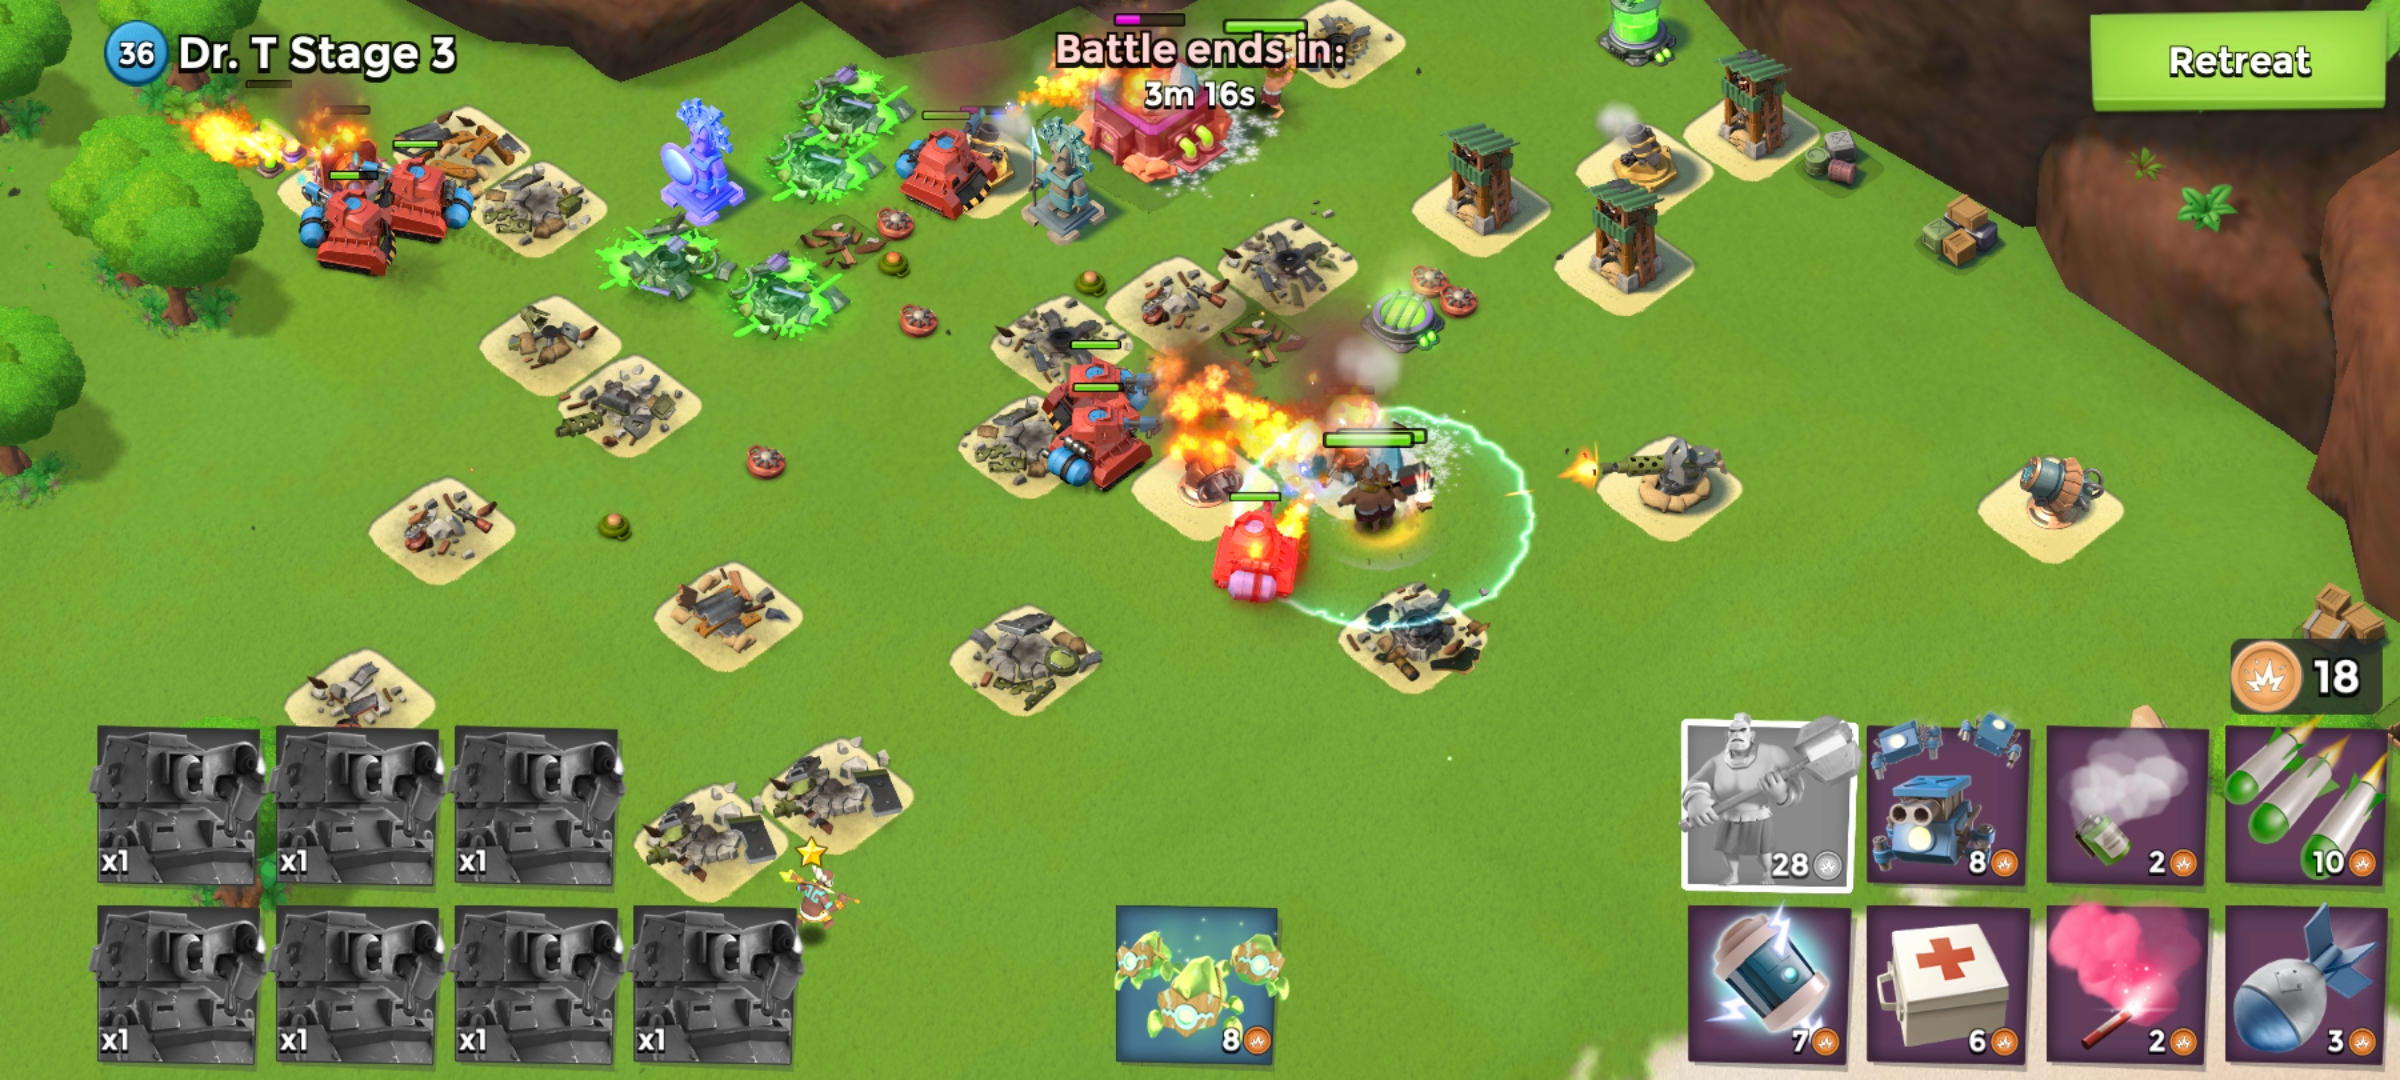 36 Dr. T Stage 3
Battle ends in:
3m 16s
Retreat
18
x1
x1
x1
28
8
2
10
x1
x1
x1
x1
8
7
6
2
3